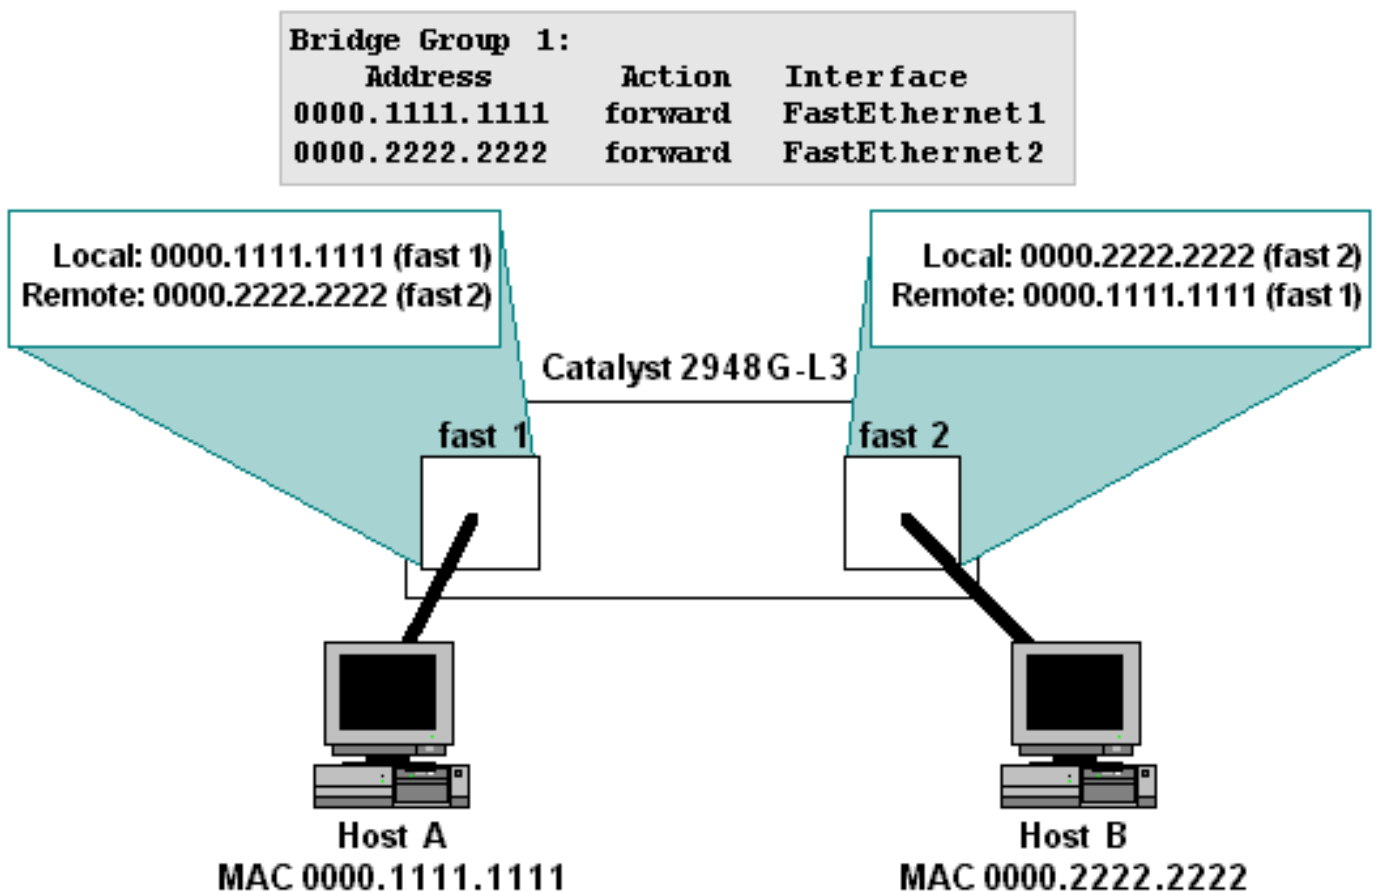 Bridge Group 1:
Address Action Interface
0000.1111.1111 forward FastEthernet1
0000.2222.2222 forward FastEthernet2
Local: 0000.1111.1111 (fast 1)
Remote: 0000.2222.2222 (fast 2)
Local: 0000.2222.2222 (fast 2)
Remote: 0000.1111.1111 (fast 1)
Catalyst 2948G-L3
fast 1
fast 2
Host A
MAC 0000.1111.1111
Host B
MAC 0000.2222.2222